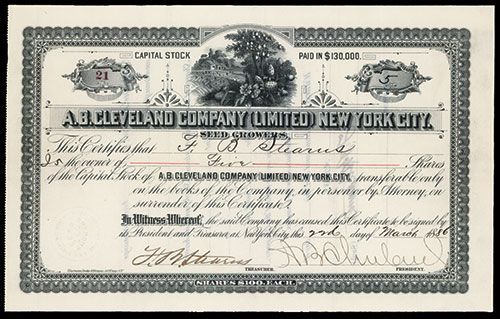 CAPITAL STOCK PAID IN $130,000.
21 5
A.B. CLEVELAND COMPANY (LIMITED) NEW YORK CITY.
SEED GROWERS
This Certifies that F. B. Stearns
is the owner of Five Shares
of the Capital Stock of A.B. CLEVELAND COMPANY (LIMITED) NEW YORK CITY, transferable only
on the books of the Company, in person or by Attorney, on
surrender of this Certificate.
In Witness Whereof, the said Company has caused this Certificate to be signed by
its President and Treasurer, at New York City this 22d day of March 1886
F.B. Stearns A B Cleveland
TREASURER. PRESIDENT.
SHARES $100. EACH.